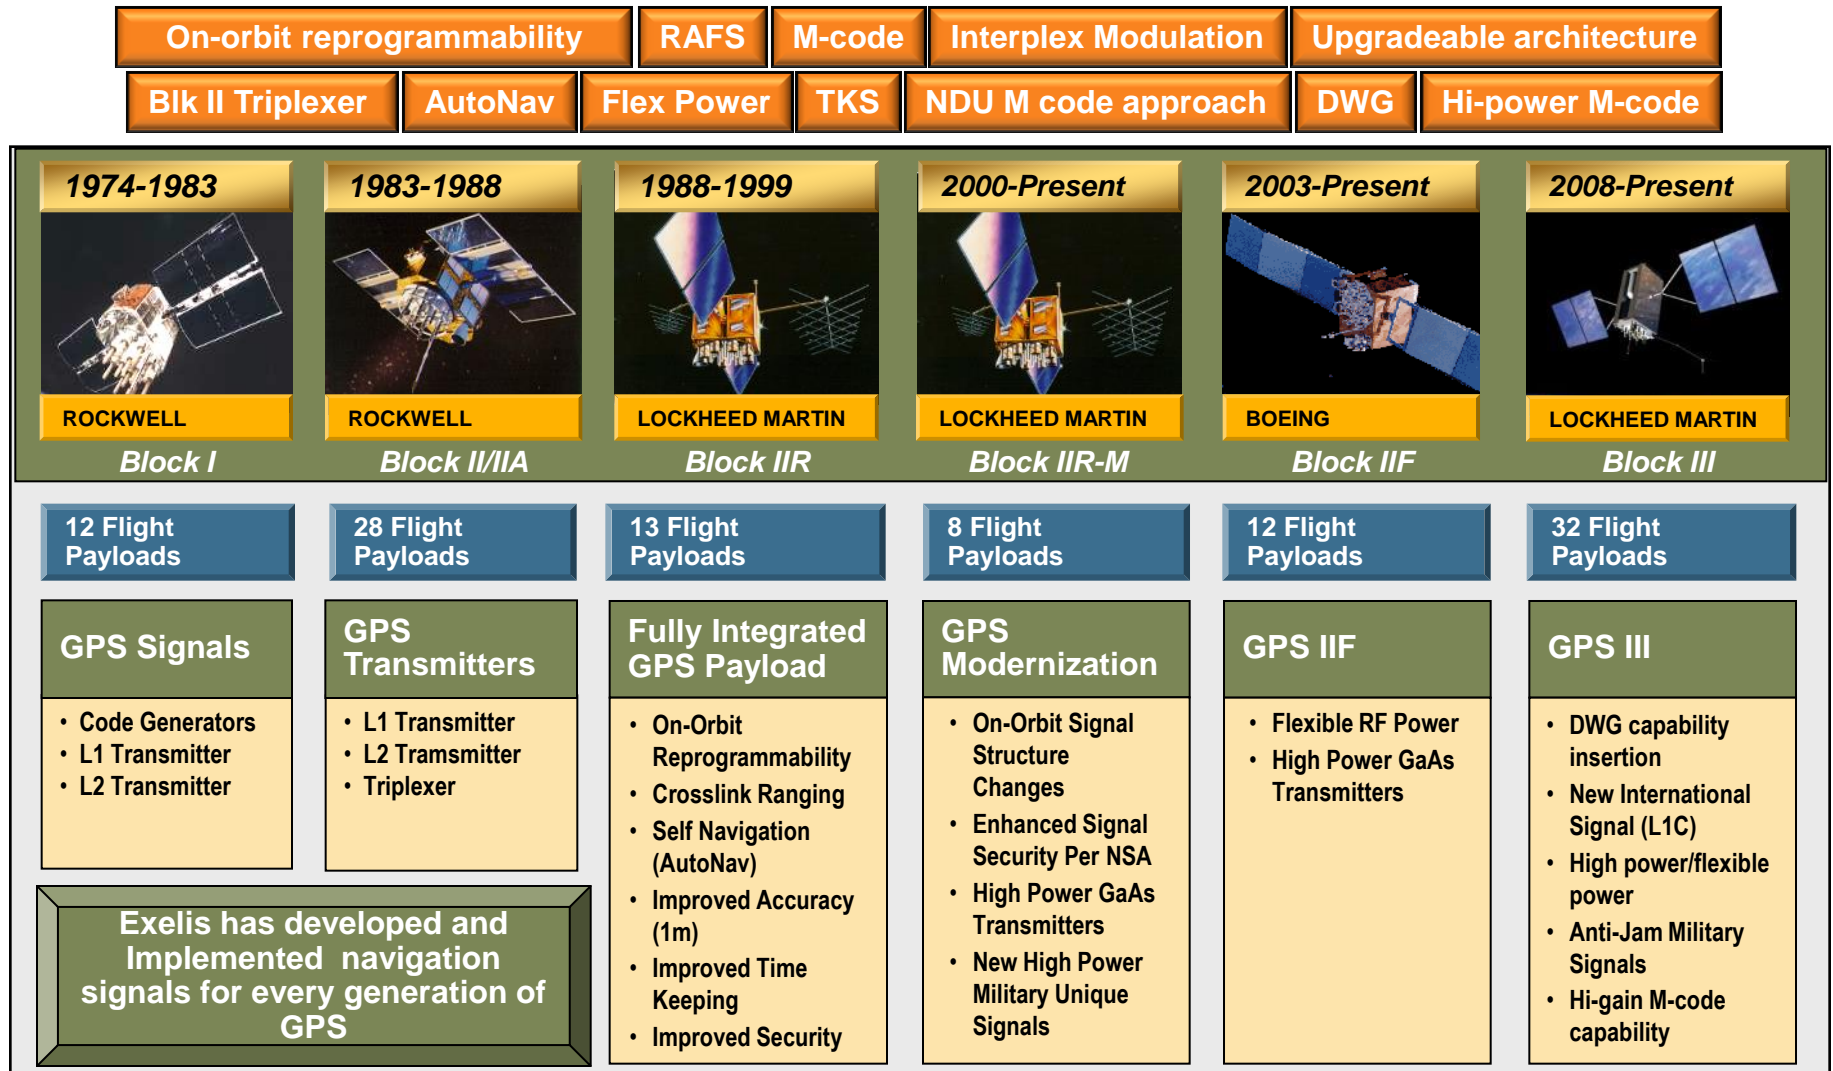 On-orbit reprogrammability
RAFS
M-code
Interplex Modulation
Upgradeable architecture
Blk II Triplexer
AutoNav
Flex Power
TKS
NDU M code approach
DWG
Hi-power M-code
1974-1983
1983-1988
1988-1999
2000-Present
2003-Present
2008-Present
ROCKWELL
ROCKWELL
LOCKHEED MARTIN
LOCKHEED MARTIN
BOEING
LOCKHEED MARTIN
Block I
Block II/IIA
Block IIR
Block IIR-M
Block IIF
Block III
12 Flight
Payloads
28 Flight
Payloads
13 Flight
Payloads
8 Flight
Payloads
12 Flight
Payloads
32 Flight
Payloads
GPS Signals
• Code Generators
• L1 Transmitter
• L2 Transmitter
GPS
Transmitters
• L1 Transmitter
• L2 Tramsmitter
• Triplexer
Fully Integrated
GPS Payload
• On-Orbit
Reprogrammability
• Crosslink Ranging
• Self Navigation
(AutoNav)
• Improved Accuracy
(1m)
• Improved Time
Keeping
• Improved Security
GPS
Modernization
• On-Orbit Signal
Structure
Changes
• Enhanced Signal
Security Per NSA
• High Power GaAs
Transmitters
• New High Power
Military Unique
Signals
GPS IIF
• Flexible RF Power
• High Power GaAs
Transmitters
GPS III
• DWG capability
insertion
• New International
Signal (L1C)
• High power/flexible
power
• Anti-Jam Military
Signals
• Hi-gain M-code
capability
Exelis has developed and
Implemented navigation
signals for every generation of
GPS